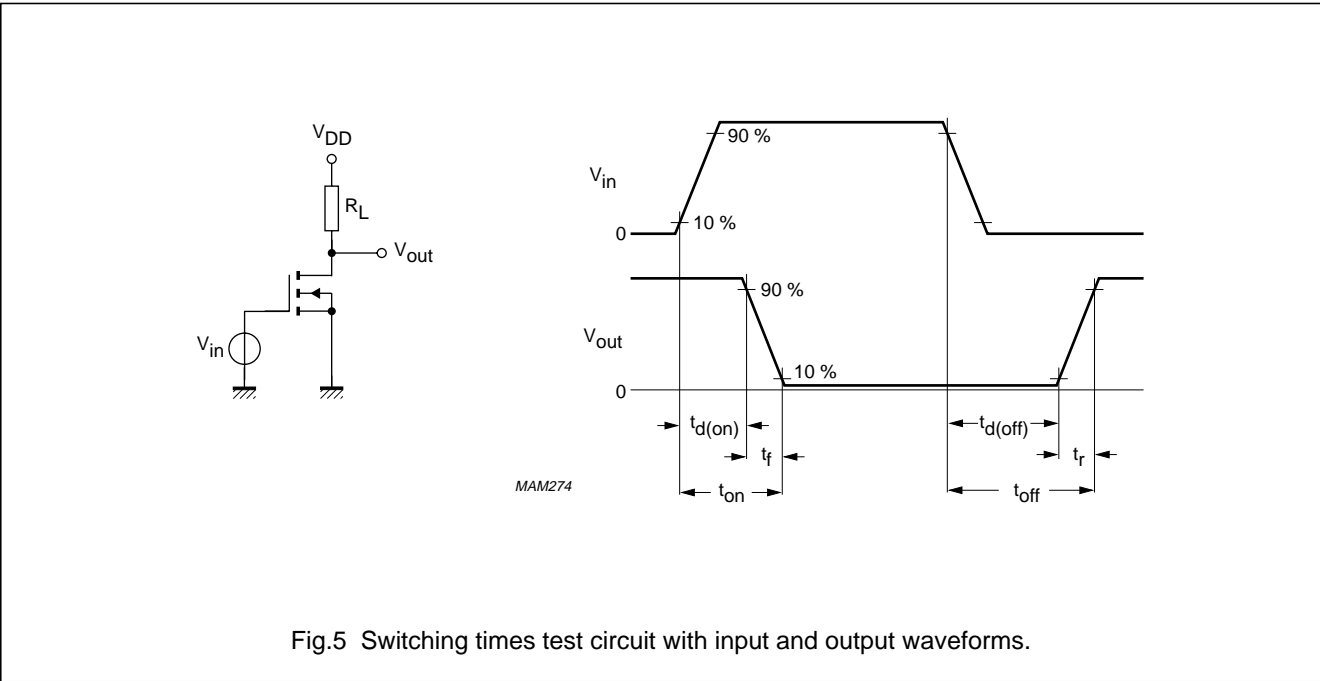 VDD
RL
Vout
Vin
MAM274
Vin
90 %
10 %
0
Vout
90 %
10 %
0
td(on)
tf
ton
td(off)
tr
toff
Fig.5 Switching times test circuit with input and output waveforms.